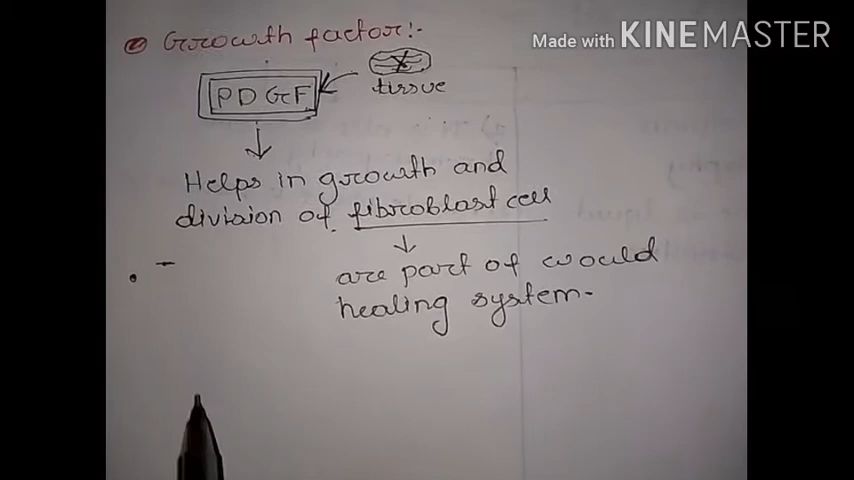 Made with KINEMASTER
Growth factor:-
PDGF
tissue
Helps in growth and
division of fibroblast cell
are part of would
healing system.